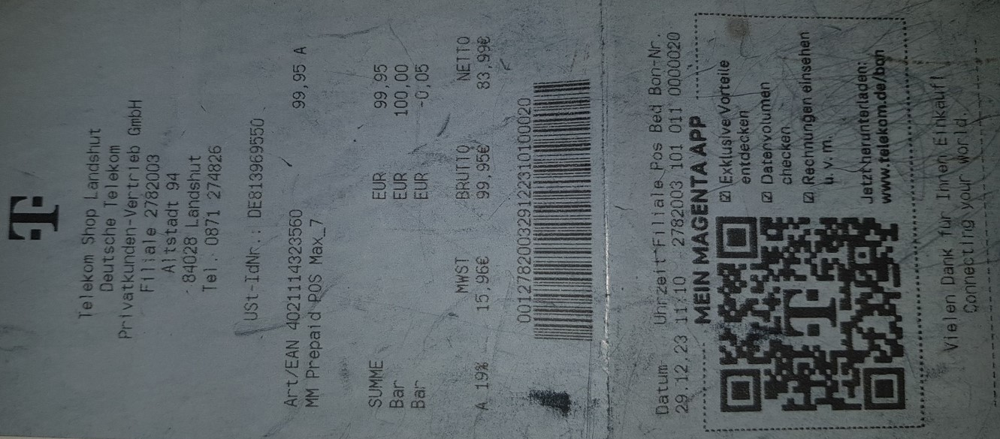 T
Telekom Shop Landshut
Deutsche Telekom
Privatkunden-Vertrieb GmbH
Filiale 2782003
Altstadt 94
84028 Landshut
Tel.: 0871 274826
USt-IdNr.: DE813969550
Art/EAN 4021114323560
MM Prepaid POS Max_7 99,95 A
SUMME EUR 99,95
Bar EUR 100,00
Bar EUR -0,05
MWST BRUTTO NETTO
A 19% 15,96€ 99,95€ 83,99€
00127820032912231010​0020
Datum Uhrzeit Filiale Pos Bed Bon-Nr.
29.12.23 11:10 2782003 101 011 0000020
MEIN MAGENTA APP
☑ Exklusive Vorteile
entdecken
☑ Datenvolumen
checken
☑ Rechnungen einsehen
u.v.m.
Jetzt herunterladen:
www.telekom.de/bon
T
Vielen Dank für Ihren Einkauf!
Connecting your world.